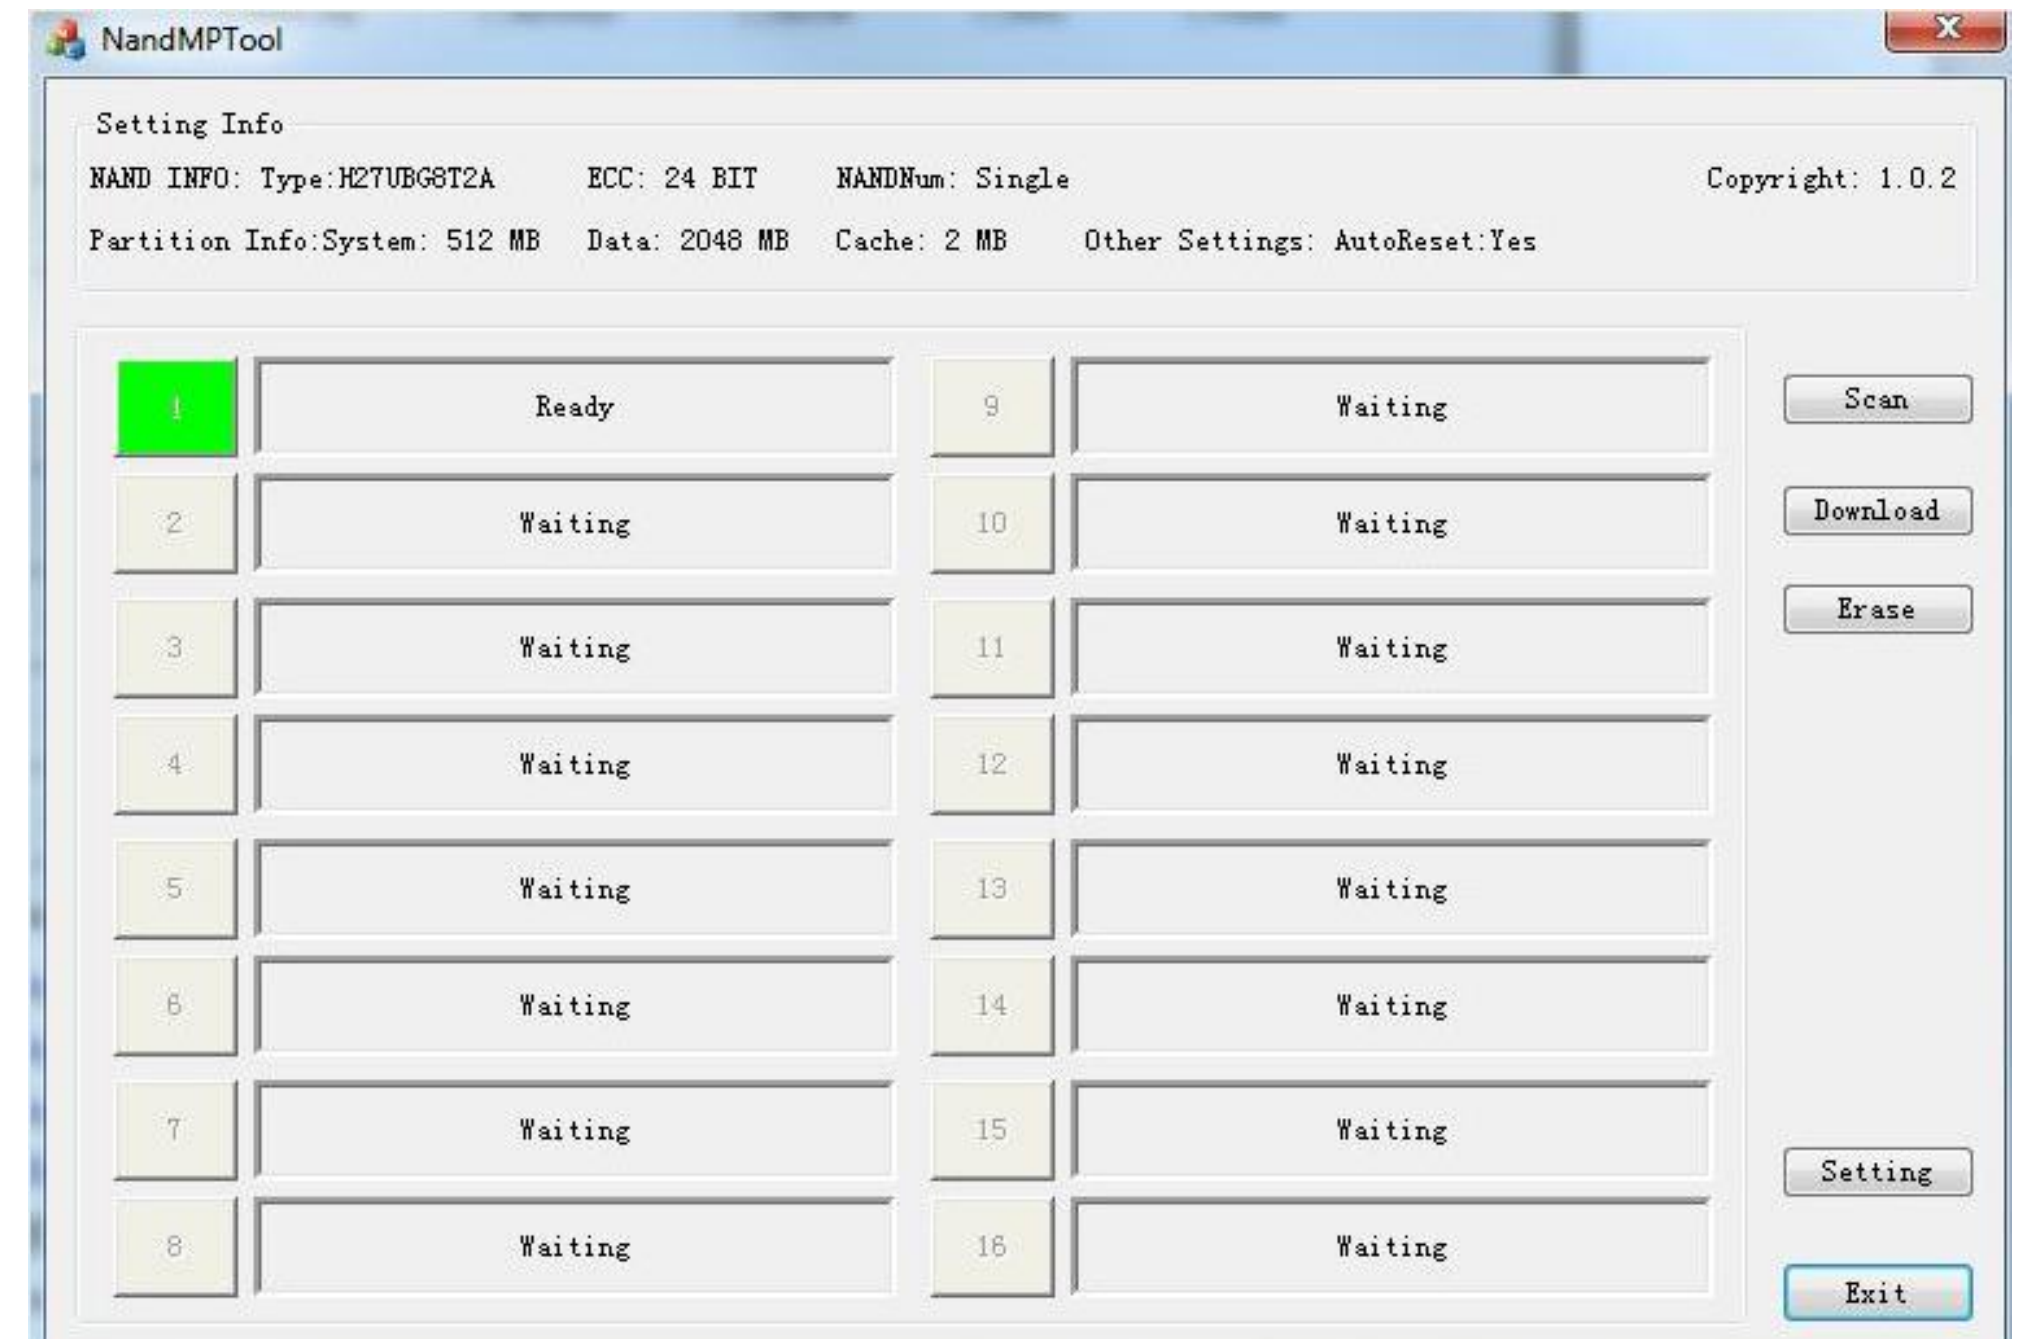 NandMPTool
Setting Info
NAND INFO: Type:H27UBG8T2A ECC: 24 BIT NANDNum: Single Copyright: 1.0.2
Partition Info:System: 512 MB Data: 2048 MB Cache: 2 MB Other Settings: AutoReset:Yes
1 Ready 9 Waiting Scan
2 Waiting 10 Waiting Download
3 Waiting 11 Waiting Erase
4 Waiting 12 Waiting
5 Waiting 13 Waiting
6 Waiting 14 Waiting
7 Waiting 15 Waiting Setting
8 Waiting 16 Waiting Exit